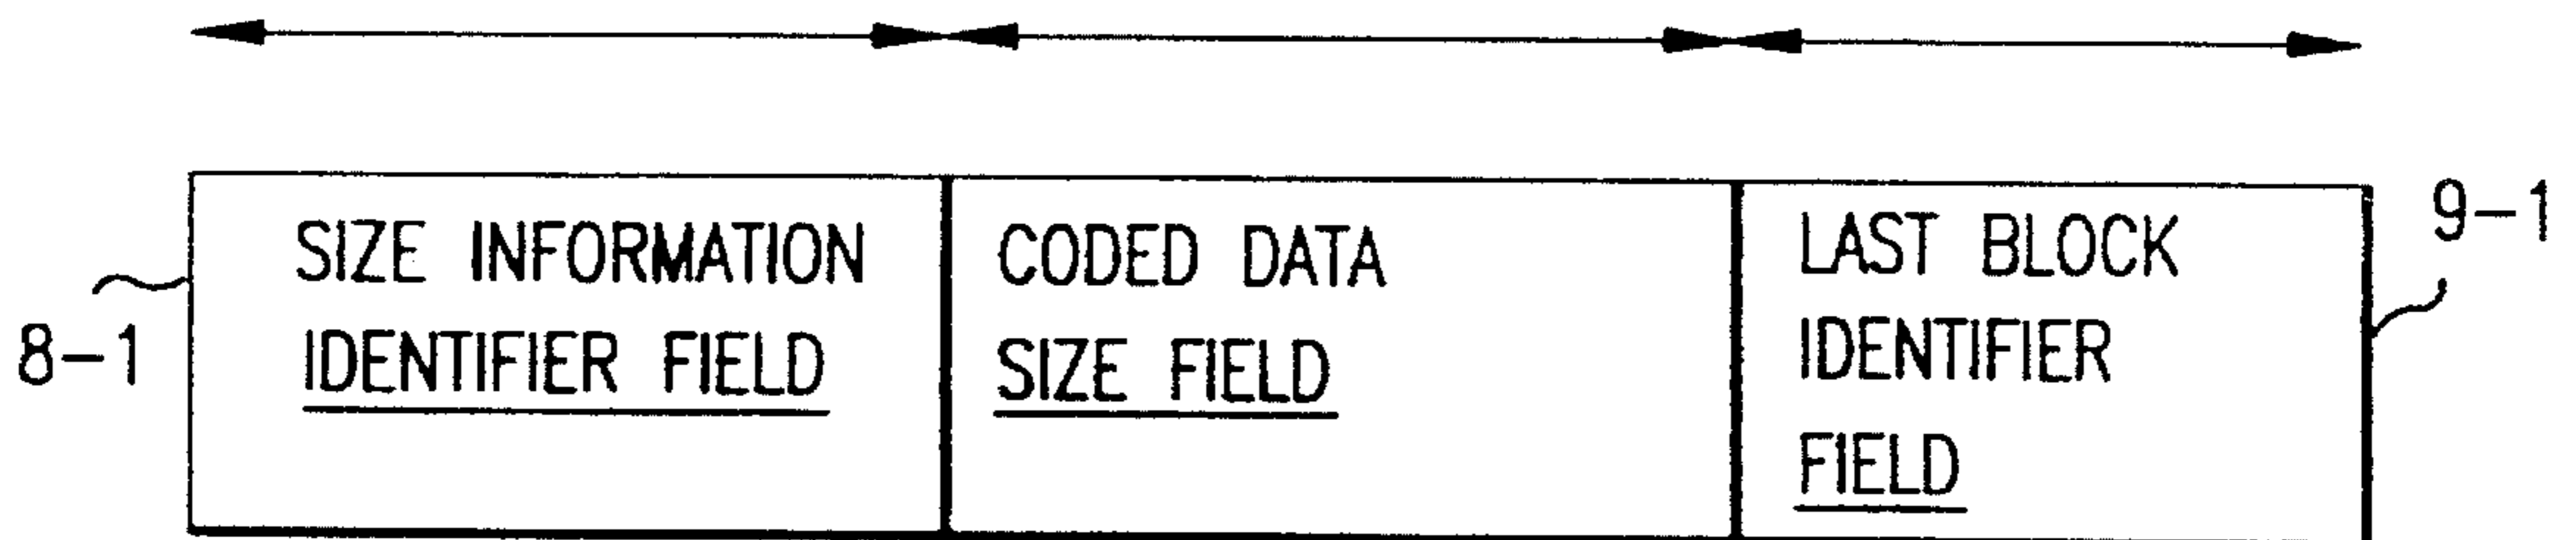 SIZE INFORMATION
IDENTIFIER FIELD
CODED DATA
SIZE FIELD
LAST BLOCK
IDENTIFIER
FIELD
8-1
9-1